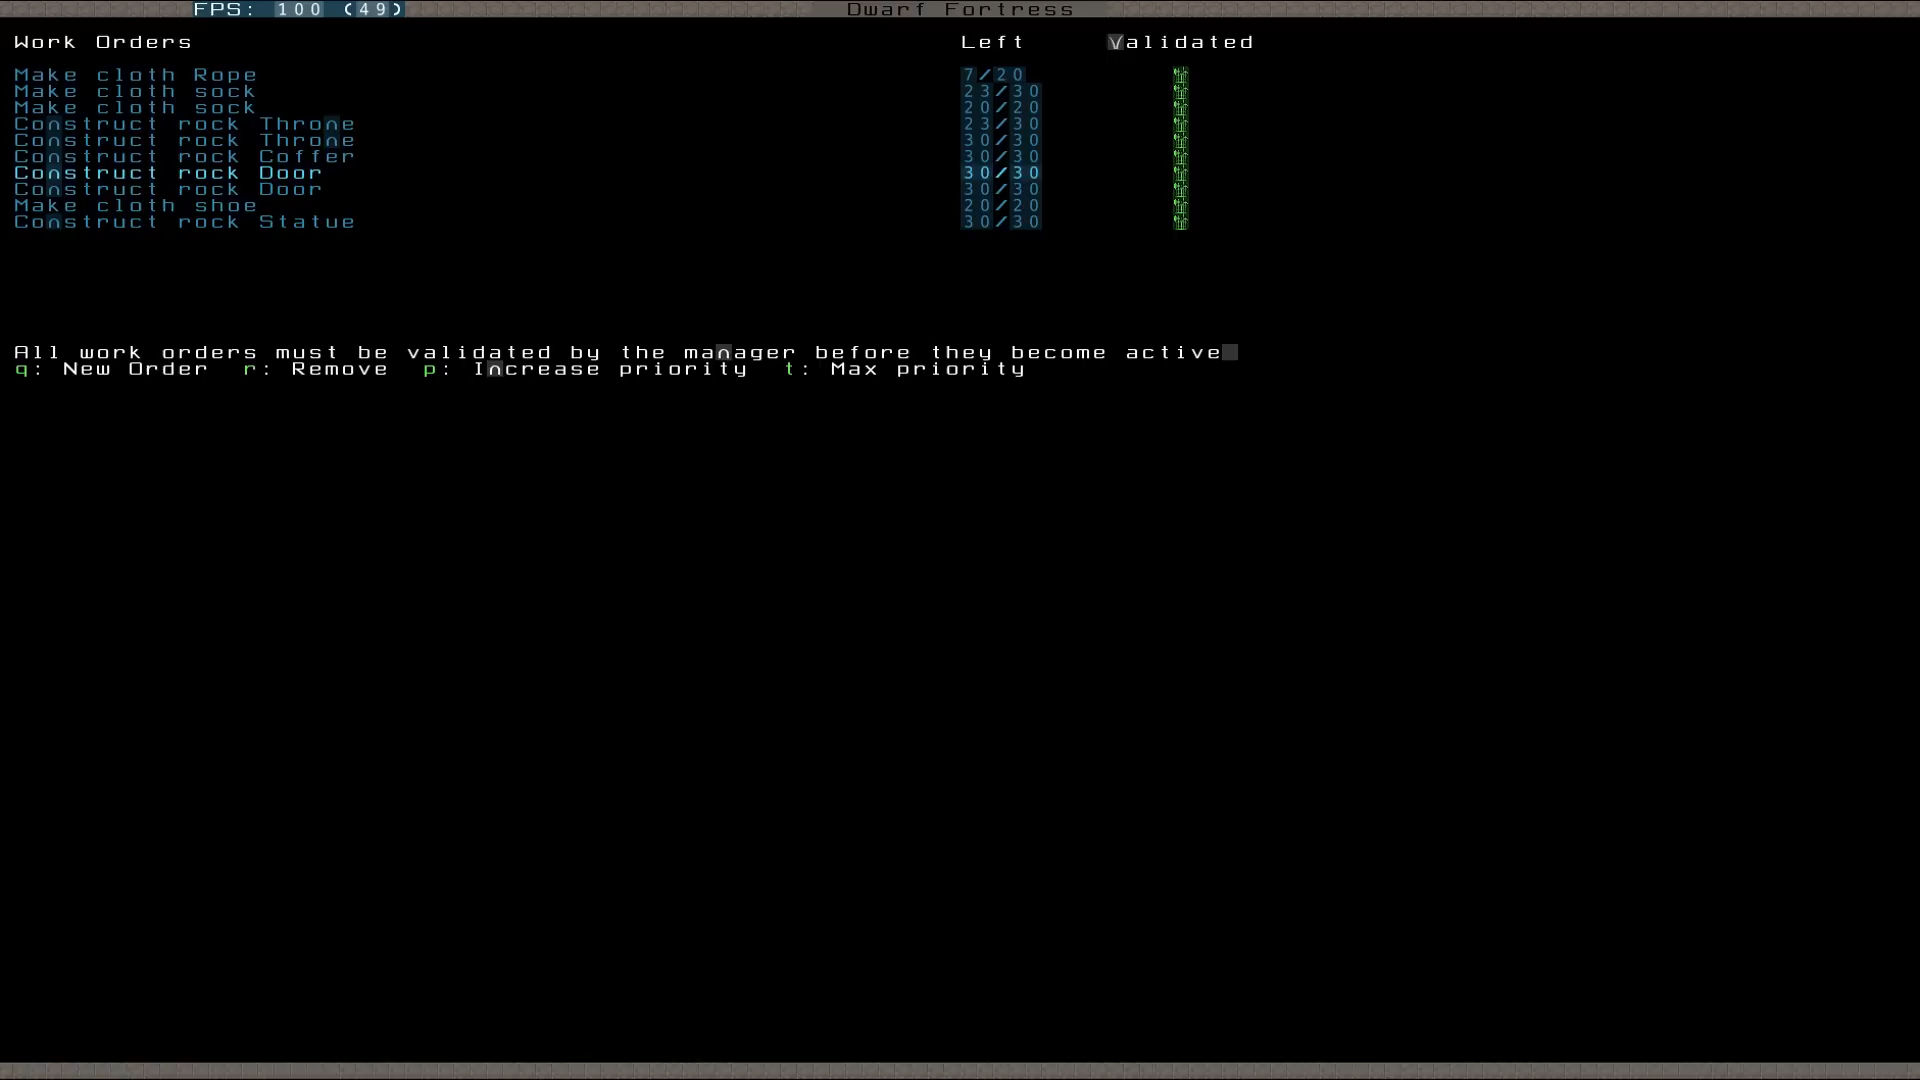 FPS: 100 (49) Dwarf Fortress
Work Orders Left Validated
Make cloth Rope 7/20
Make cloth sock 23/30
Make cloth sock 20/20
Construct rock Throne 23/30
Construct rock Throne 30/30
Construct rock Coffer 30/30
Construct rock Door 30/30
Construct rock Door 30/30
Make cloth shoe 20/20
Construct rock Statue 30/30
All work orders must be validated by the manager before they become active
q: New Order r: Remove p: Increase priority t: Max priority